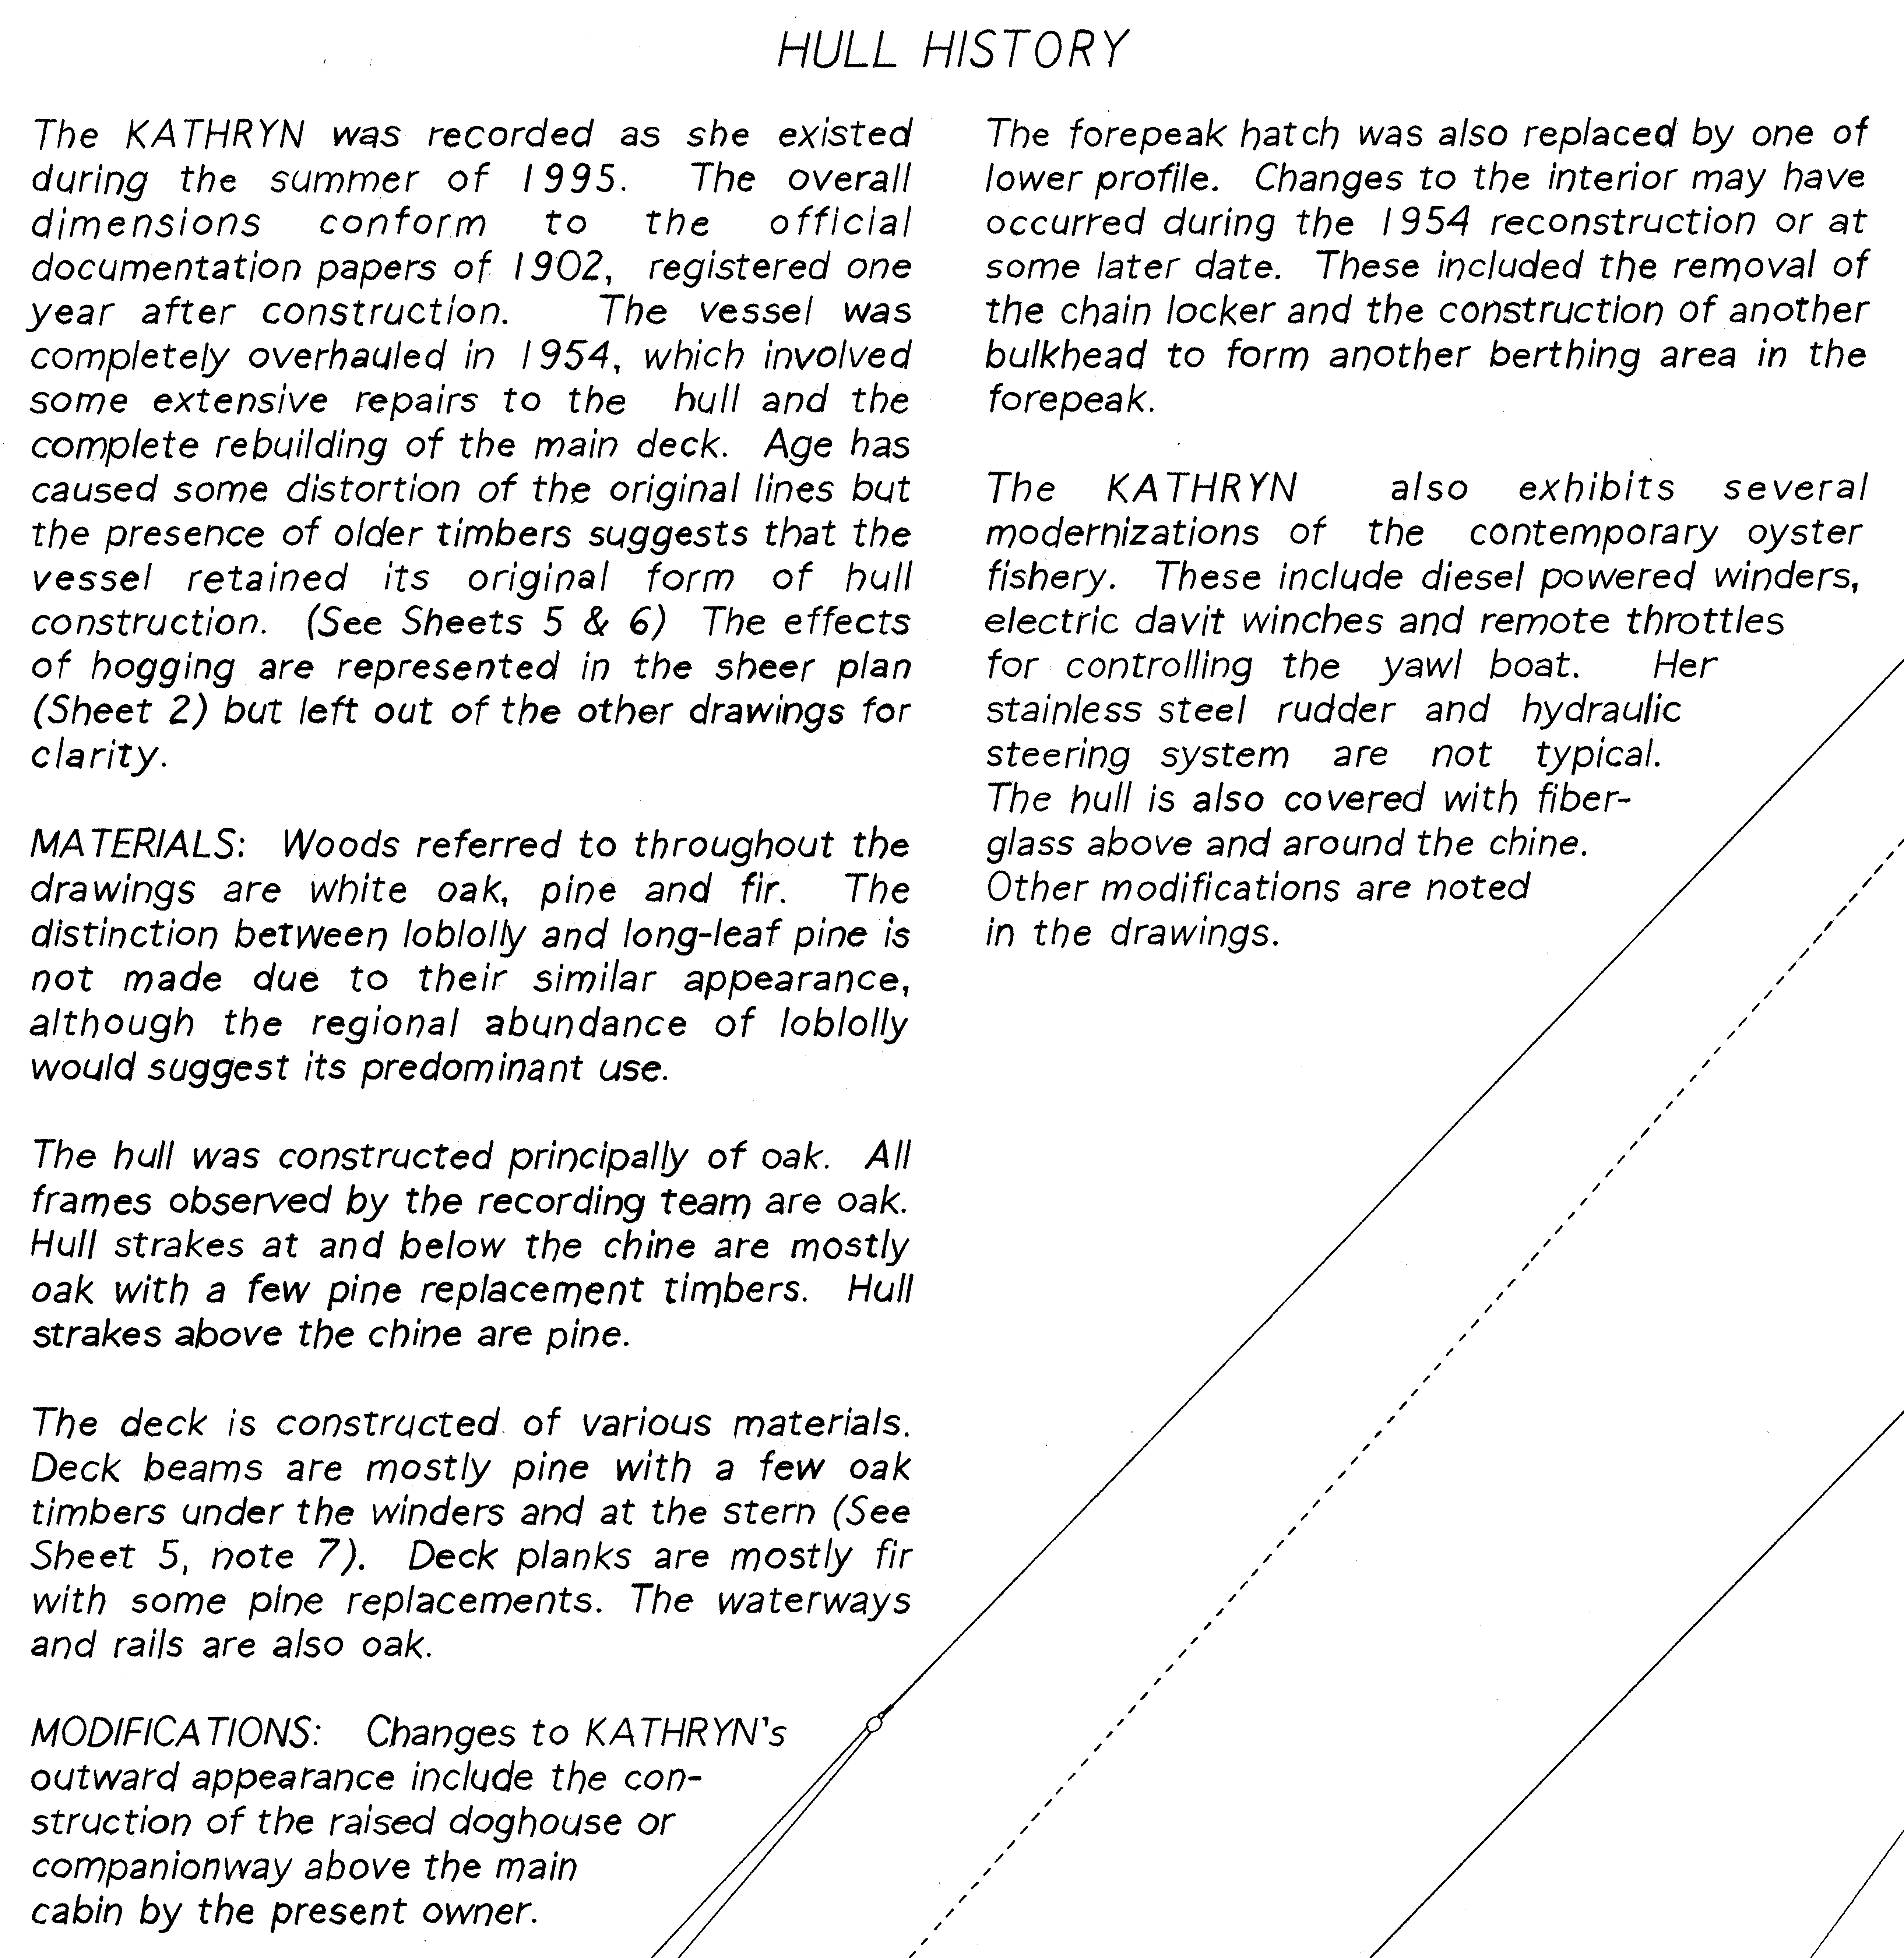 HULL HISTORY
The KATHRYN was recorded as she existed
during the summer of 1995. The overall
dimensions conform to the official
documentation papers of 1902, registered one
year after construction. The vessel was
completely overhauled in 1954, which involved
some extensive repairs to the hull and the
complete rebuilding of the main deck. Age has
caused some distortion of the original lines but
the presence of older timbers suggests that the
vessel retained its original form of hull
construction. (See Sheets 5 & 6) The effects
of hogging are represented in the sheer plan
(Sheet 2) but left out of the other drawings for
clarity.
MATERIALS: Woods referred to throughout the
drawings are white oak, pine and fir. The
distinction between loblolly and long-leaf pine is
not made due to their similar appearance,
although the regional abundance of loblolly
would suggest its predominant use.
The hull was constructed principally of oak. All
frames observed by the recording team are oak.
Hull strakes at and below the chine are mostly
oak with a few pine replacement timbers. Hull
strakes above the chine are pine.
The deck is constructed of various materials.
Deck beams are mostly pine with a few oak
timbers under the winders and at the stern (See
Sheet 5, note 7). Deck planks are mostly fir
with some pine replacements. The waterways
and rails are also oak.
MODIFICATIONS: Changes to KATHRYN's
outward appearance include the con-
struction of the raised doghouse or
companionway above the main
cabin by the present owner.
The forepeak hatch was also replaced by one of
lower profile. Changes to the interior may have
occurred during the 1954 reconstruction or at
some later date. These included the removal of
the chain locker and the construction of another
bulkhead to form another berthing area in the
forepeak.
The KATHRYN also exhibits several
modernizations of the contemporary oyster
fishery. These include diesel powered winders,
electric davit winches and remote throttles
for controlling the yawl boat. Her
stainless steel rudder and hydraulic
steering system are not typical.
The hull is also covered with fiber-
glass above and around the chine.
Other modifications are noted
in the drawings.